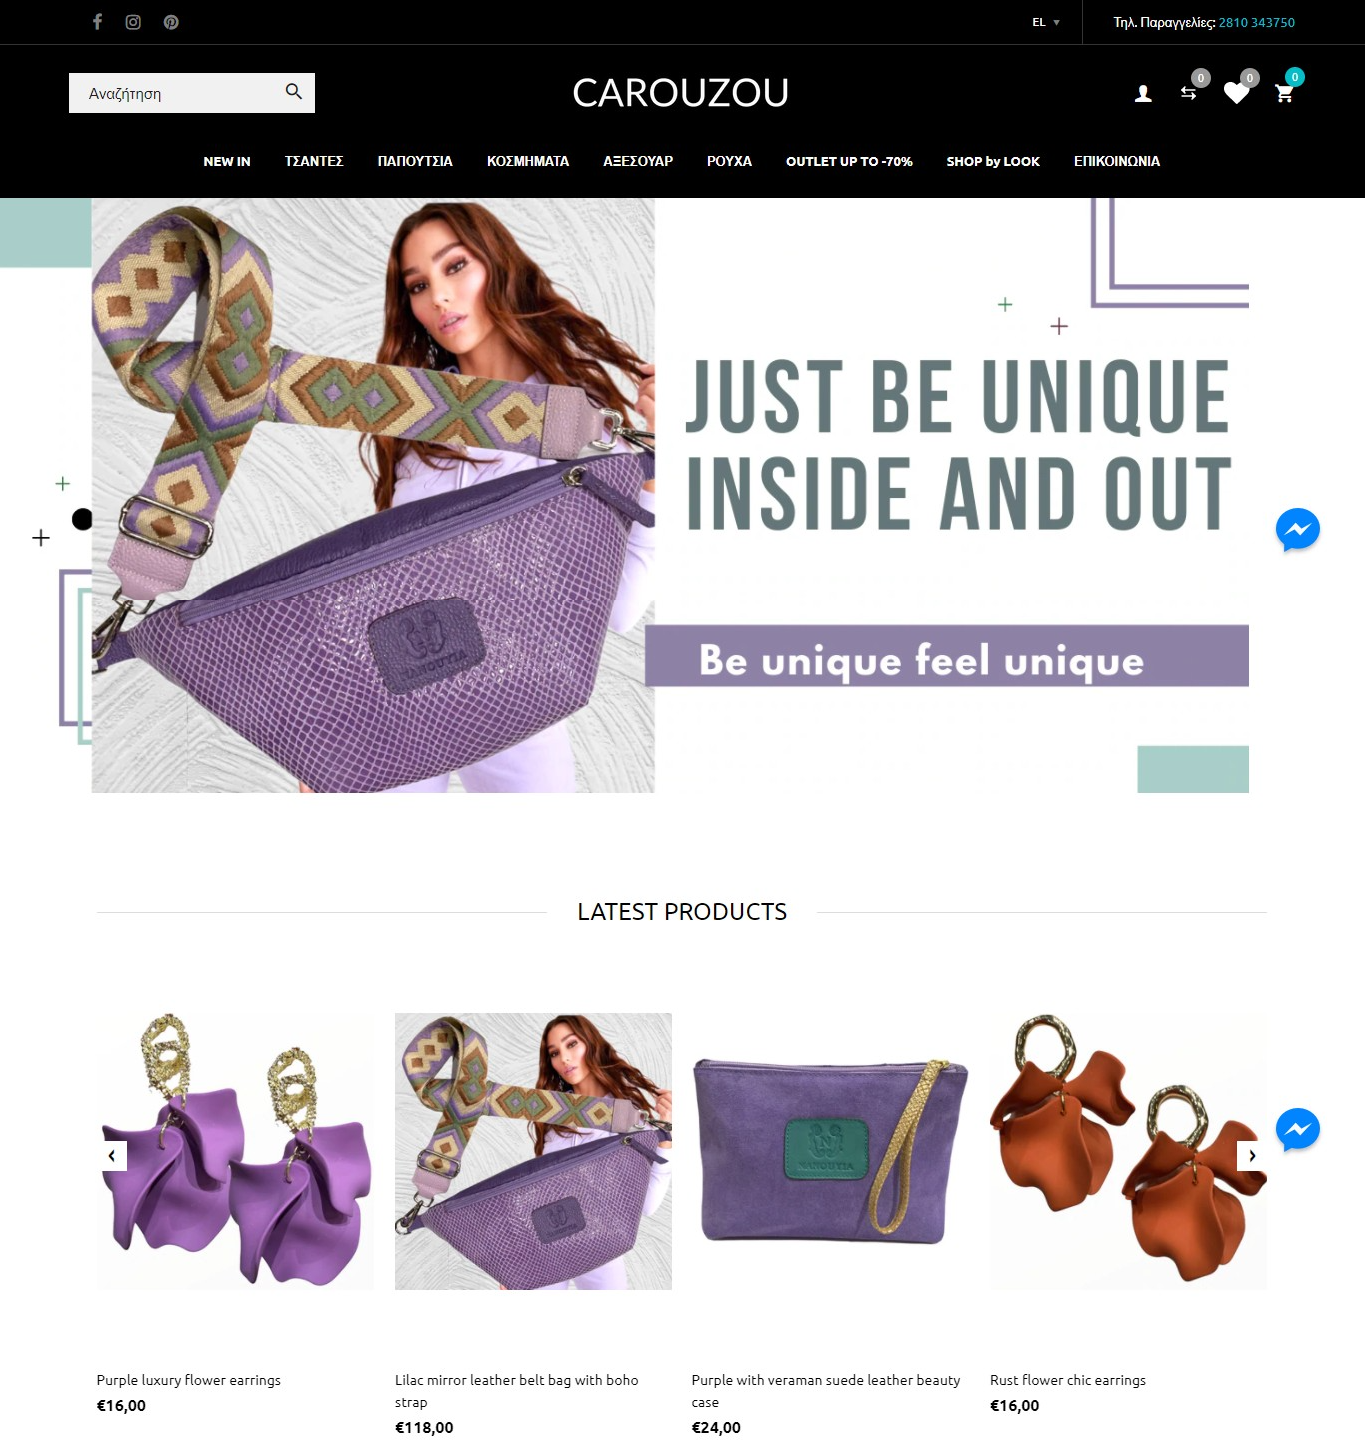 EL
Τηλ. Παραγγελίες: 2810 343750
Αναζήτηση
CAROUZOU
0
0
0
NEW IN ΤΣΑΝΤΕΣ ΠΑΠΟΥΤΣΙΑ ΚΟΣΜΗΜΑΤΑ ΑΞΕΣΟΥΑΡ ΡΟΥΧΑ OUTLET UP TO -70% SHOP by LOOK ΕΠΙΚΟΙΝΩΝΙΑ
JUST BE UNIQUE
INSIDE AND OUT
NANOUYIA
Be unique feel unique
LATEST PRODUCTS
NANOUYIA
Purple luxury flower earrings
€16,00
Lilac mirror leather belt bag with boho
strap
€118,00
Purple with veraman suede leather beauty
case
€24,00
Rust flower chic earrings
€16,00